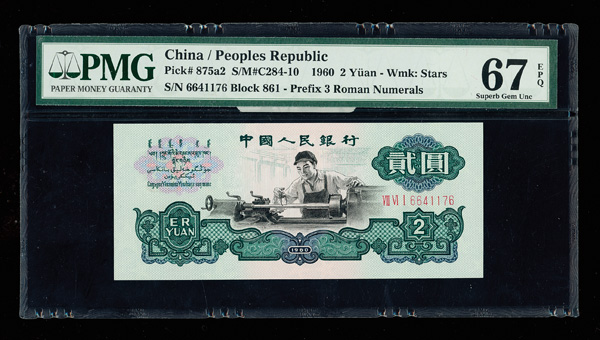 PMG
PAPER MONEY GUARANTY
China / Peoples Republic
Pick# 875a2 S/M#C284-10 1960 2 Yüan - Wmk: Stars
S/N 6641176 Block 861 - Prefix 3 Roman Numerals
67 EPQ
Superb Gem Unc
中國人民銀行
貳圓
VIII VI I 6641176
ER
YUAN
2
1960